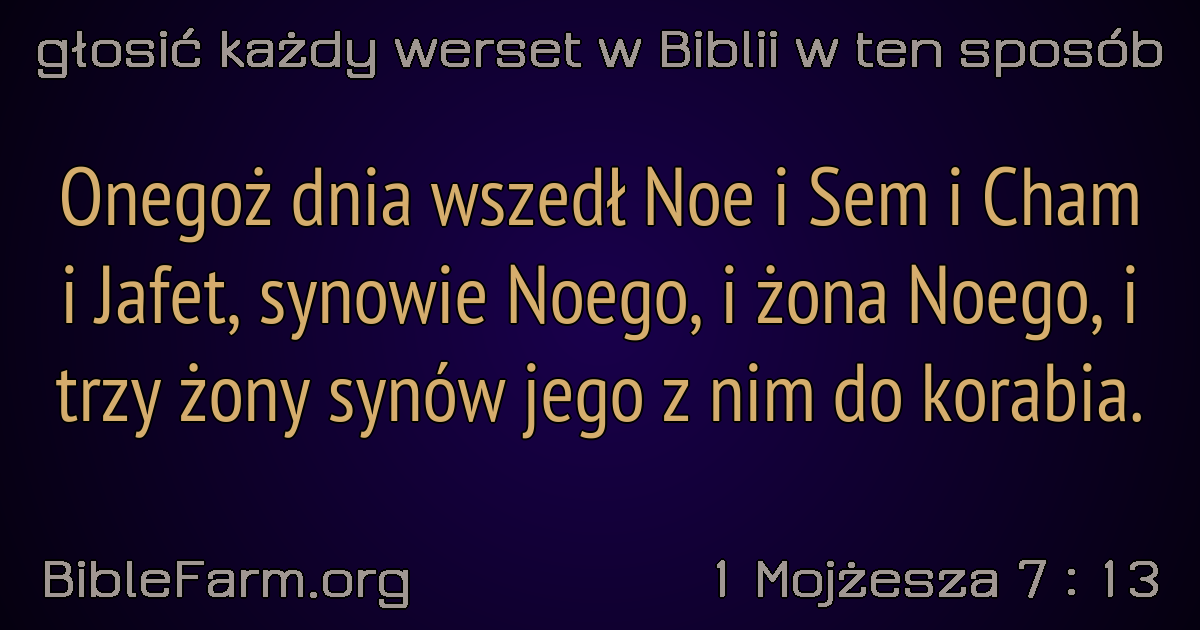 głosić każdy werset w Biblii w ten sposób
Onegoż dnia wszedł Noe i Sem i Cham
i Jafet, synowie Noego, i żona Noego, i
trzy żony synów jego z nim do korabia.
BibleFarm.org
1 Mojżesza 7 : 13